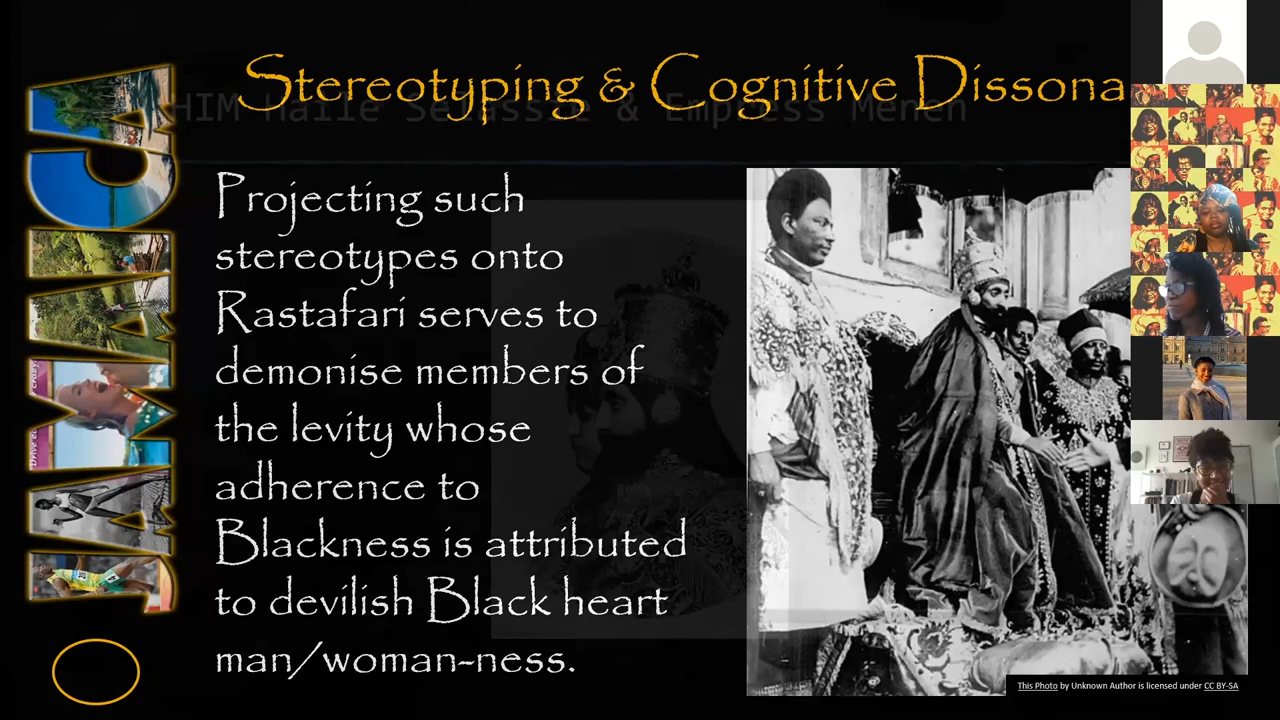 Stereotyping & Cognitive Dissona
HIM Haile Selassie & Empress Menen
JAMAICA
Projecting such
stereotypes onto
Rastafari serves to
demonise members of
the levity whose
adherence to
Blackness is attributed
to devilish Black heart
man/woman-ness.
This Photo by Unknown Author is licensed under CC BY-SA